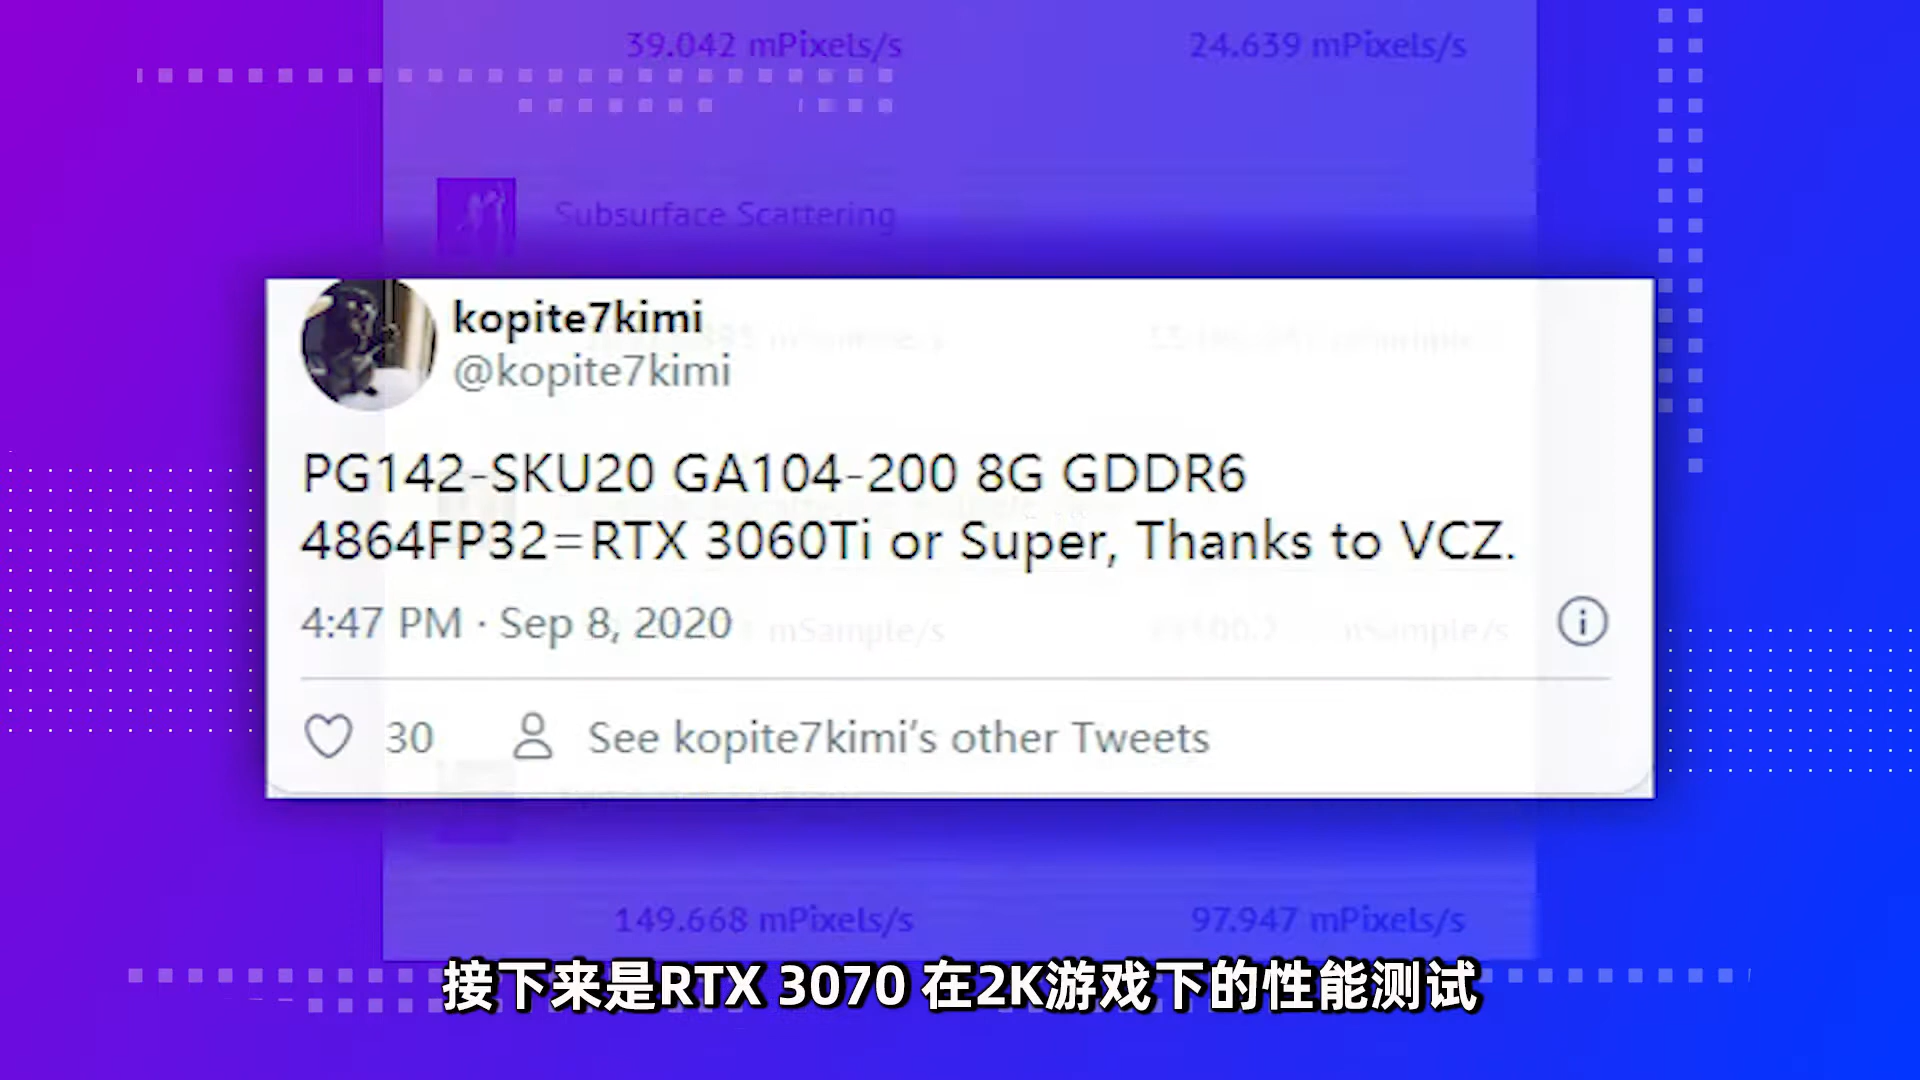 39.042 mPixels/s 24.639 mPixels/s
Subsurface Scattering
kopite7kimi
@kopite7kimi
PG142-SKU20 GA104-200 8G GDDR6
4864FP32=RTX 3060Ti or Super, Thanks to VCZ.
4:47 PM · Sep 8, 2020
mSample/s mSample/s
30 See kopite7kimi's other Tweets
149.668 mPixels/s 97.947 mPixels/s
接下来是RTX 3070 在2K游戏下的性能测试